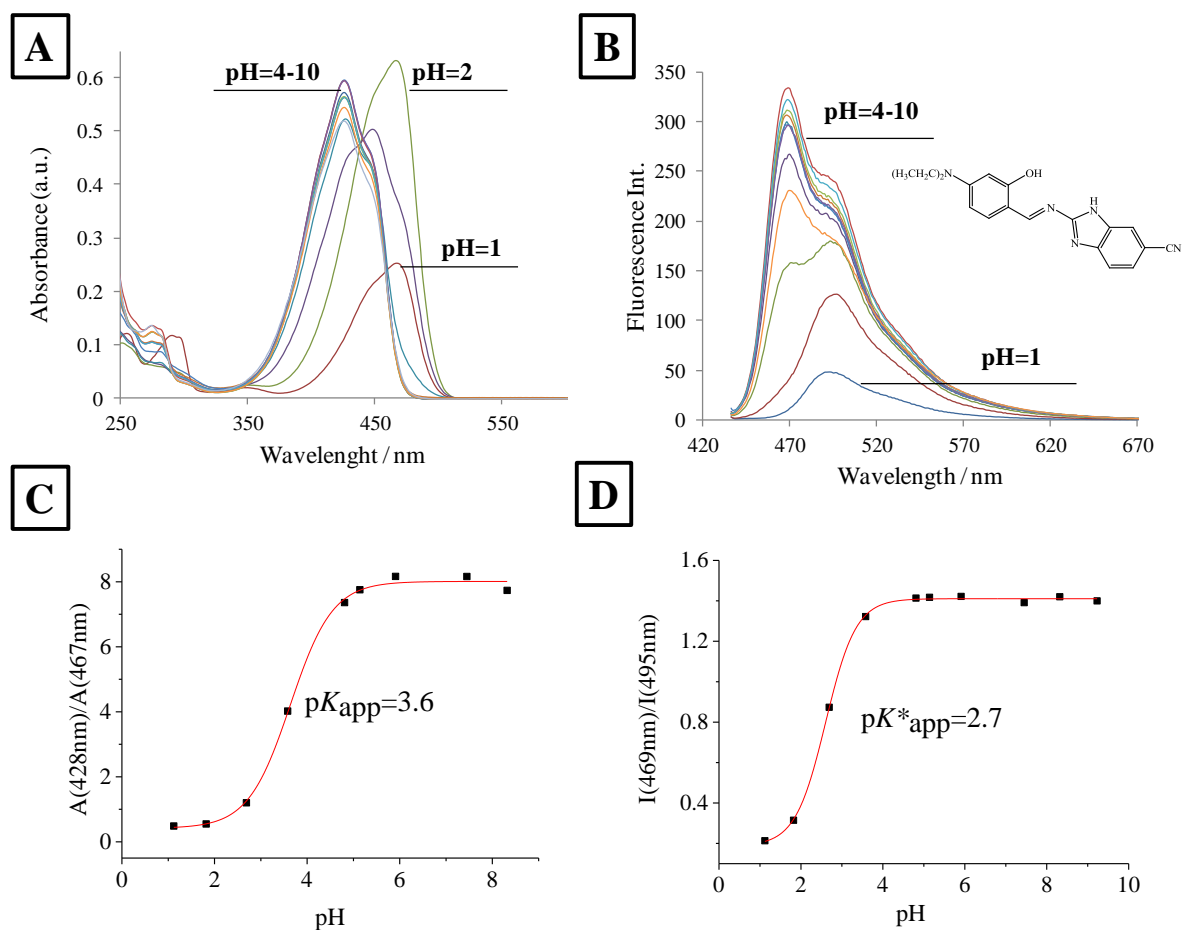 A
pH=4-10
pH=2
pH=1
0.6
0.5
0.4
0.3
0.2
0.1
0
250
350
450
550
Absorbance (a.u.)
Wavelenght / nm
B
pH=4-10
pH=1
350
300
250
200
150
100
50
0
420
470
520
570
620
670
Fluorescence Int.
Wavelength / nm
(H3CH2C)2N
OH
N
H
N
N
CN
C
8
6
4
2
0
0
2
4
6
8
A(428nm)/A(467nm)
pKapp=3.6
pH
D
1.6
1.2
0.8
0.4
0
2
4
6
8
10
I(469nm)/I(495nm)
pK*app=2.7
pH